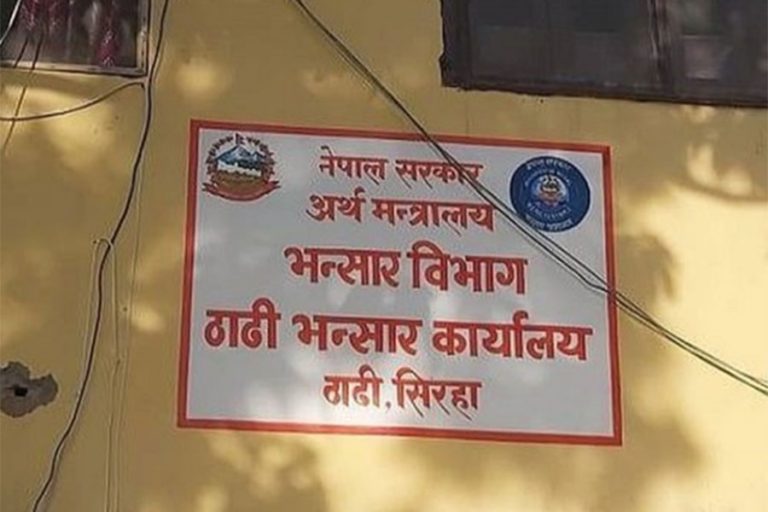 नेपाल सरकार
अर्थ मन्त्रालय
भन्सार विभाग
ठाढी भन्सार कार्यालय
ठाढी, सिरहा